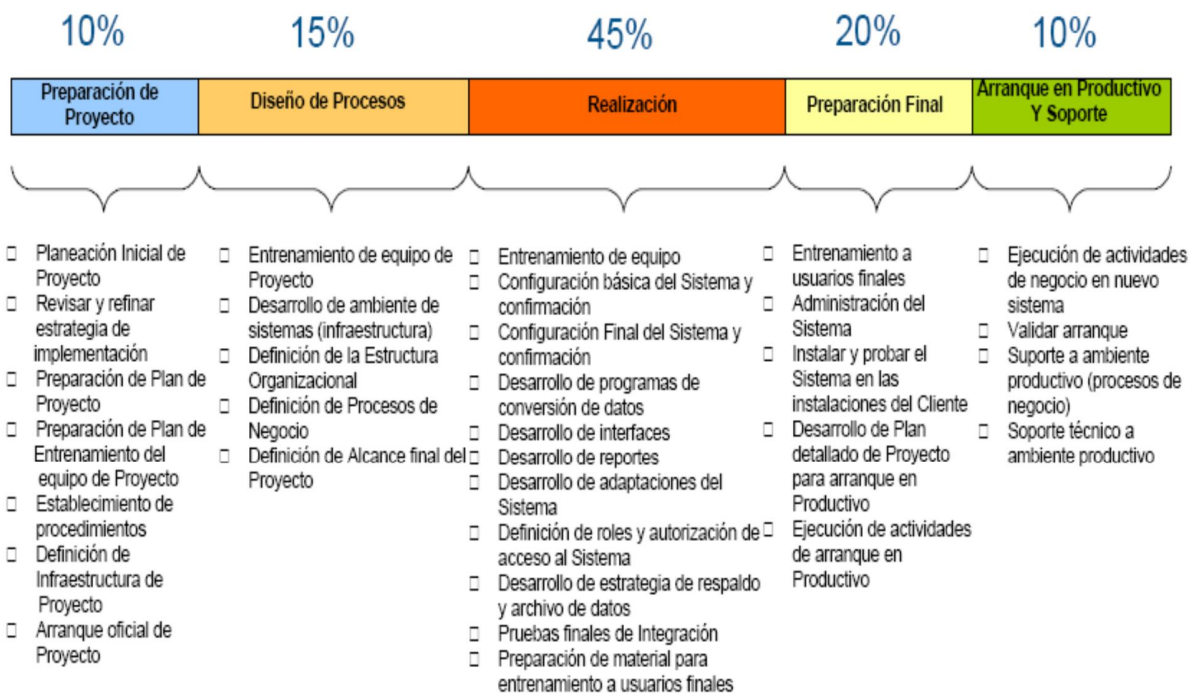 10%
15%
45%
20%
10%
Preparación de
Proyecto
Diseño de Procesos
Realización
Preparación Final
Arranque en Productivo
Y Soporte
Planeación Inicial de
Proyecto
Revisar y refinar
estrategia de
implementación
Preparación de Plan de
Proyecto
Preparación de Plan de
Entrenamiento del
equipo de Proyecto
Establecimiento de
procedimientos
Definición de
Infraestructura de
Proyecto
Arranque oficial de
Proyecto
Entrenamiento de equipo de
Proyecto
Desarrollo de ambiente de
sistemas (infraestructura)
Definición de la Estructura
Organizacional
Definición de Procesos de
Negocio
Definición de Alcance final del
Proyecto
Entrenamiento de equipo
Configuración básica del Sistema y
confirmación
Configuración Final del Sistema y
confirmación
Desarrollo de programas de
conversión de datos
Desarrollo de interfaces
Desarrollo de reportes
Desarrollo de adaptaciones del
Sistema
Definición de roles y autorización de
acceso al Sistema
Desarrollo de estrategia de respaldo
y archivo de datos
Pruebas finales de Integración
Preparación de material para
entrenamiento a usuarios finales
Entrenamiento a
usuarios finales
Administración del
Sistema
Instalar y probar el
Sistema en las
instalaciones del Cliente
Desarrollo de Plan
detallado de Proyecto
para arranque en
Productivo
Ejecución de actividades
de arranque en
Productivo
Ejecución de actividades
de negocio en nuevo
sistema
Validar arranque
Suporte a ambiente
productivo (procesos de
negocio)
Soporte técnico a
ambiente productivo